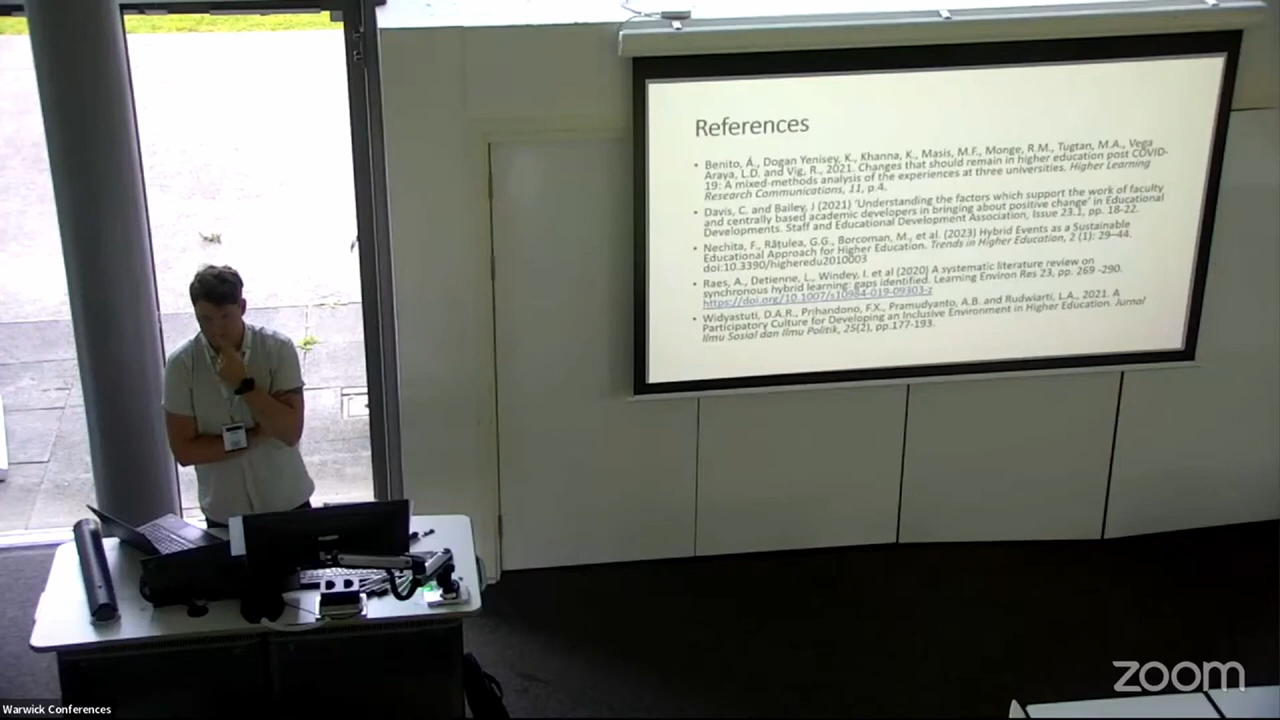 References
Benito, Á., Dogan Yenisey, K., Khanna, K., Masis, M.F., Monge, R.M., Tugtan, M.A., Vega
Araya, L.D. and Vig, R., 2021. Changes that should remain in higher education post COVID-
19: A mixed-methods analysis of the experiences at three universities. Higher Learning
Research Communications, 11, p.4.
Davis, C. and Bailey, J (2021) ‘Understanding the factors which support the work of faculty
and centrally based academic developers in bringing about positive change’ in Educational
Developments. Staff and Educational Development Association, Issue 23.1, pp. 18-22.
Nechita, F., Rătulea, G.G., Borcoman, M., et al. (2023) Hybrid Events as a Sustainable
Educational Approach for Higher Education. Trends in Higher Education, 2 (1): 29–44.
doi:10.3390/higheredu2010003
Raes, A., Detienne, L., Windey, I. et al (2020) A systematic literature review on
synchronous hybrid learning: gaps identified. Learning Environ Res 23, pp. 269 -290.
https://doi.org/10.1007/s10984-019-09303-z
Widyastuti, D.A.R., Prihandono, F.X., Pramudyanto, A.B. and Rudwiarti, L.A., 2021. A
Participatory Culture for Developing an Inclusive Environment in Higher Education. Jurnal
Ilmu Sosial dan Ilmu Politik, 25(2), pp.177-193.
zoom
Warwick Conferences